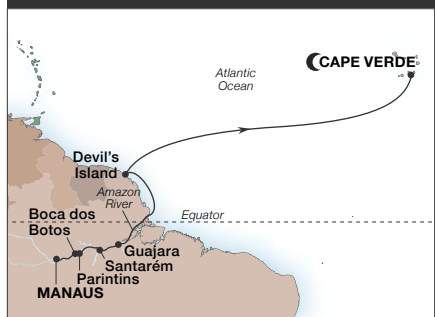 CAPE VERDE
Atlantic
Ocean
Devil's
Island
Amazon
River
Boca dos
Botos
Equator
Guajara
Santarém
Parintins
MANAUS